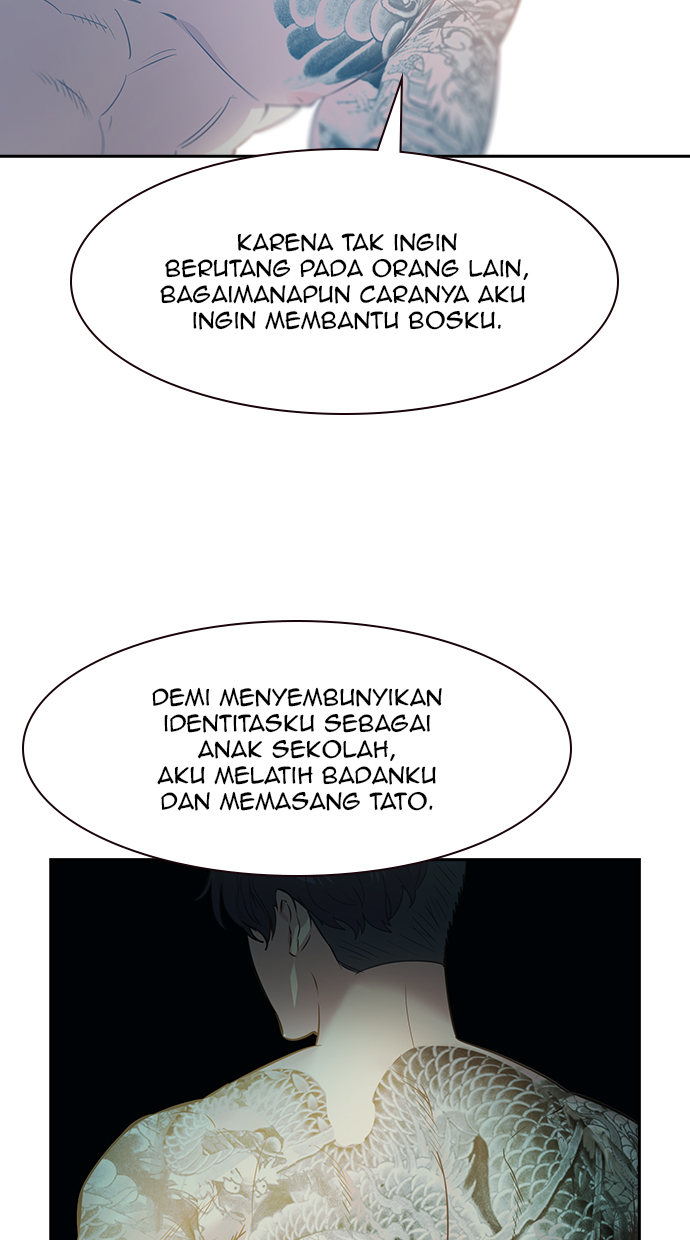 KARENA TAK INGIN
BERUTANG PADA ORANG LAIN,
BAGAIMANAPUN CARANYA AKU
INGIN MEMBANTU BOSKU.
DEMI MENYEMBUNYIKAN
IDENTITASKU SEBAGAI
ANAK SEKOLAH,
AKU MELATIH BADANKU
DAN MEMASANG TATO.